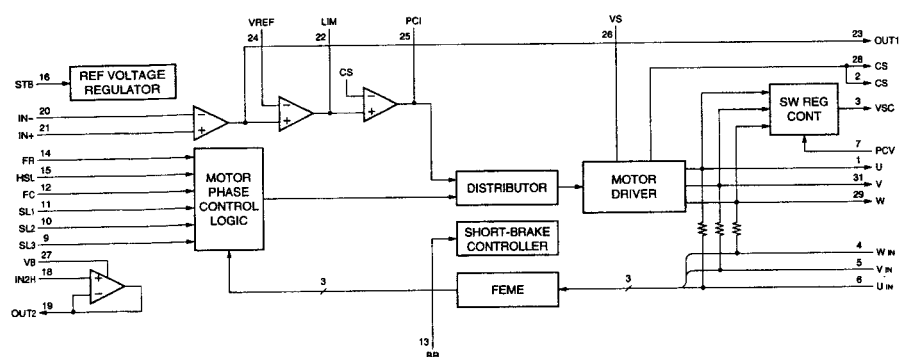 VREF
24
LIM
22
PCI
25
VS
26
23
OUT1
28
CS
2
CS
STB
16
REF VOLTAGE
REGULATOR
CS
SW REG
CONT
3
VSC
IN-
20
IN+
21
-
+
-
+
-
+
7
PCV
FR
14
HSL
15
FC
12
SL1
11
SL2
10
SL3
9
MOTOR
PHASE
CONTROL
LOGIC
DISTRIBUTOR
MOTOR
DRIVER
1
U
31
V
29
W
SHORT-BRAKE
CONTROLLER
VB
27
IN2H
18
+
-
OUT2
19
3
FEME
3
4
W IN
5
V IN
6
U IN
13
BR